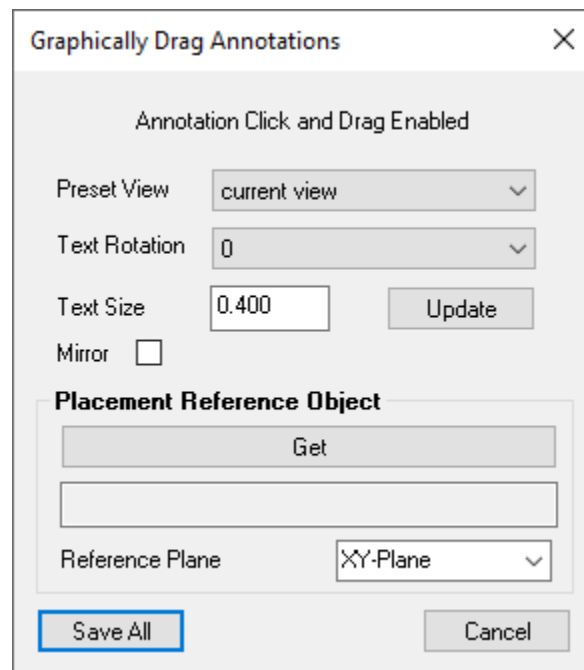 Graphically Drag Annotations
Annotation Click and Drag Enabled
Preset View current view
Text Rotation 0
Text Size 0.400 Update
Mirror
Placement Reference Object
Get
Reference Plane XY-Plane
Save All Cancel